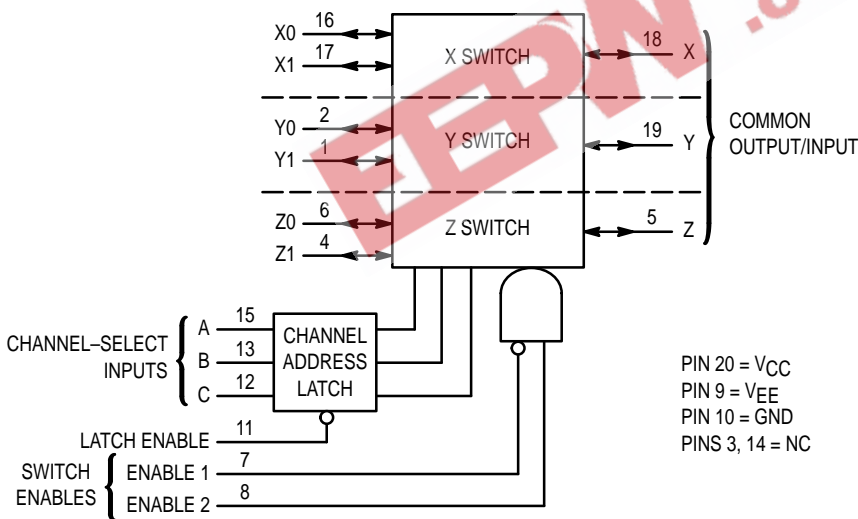 X0 16
X1 17
X SWITCH
18 X
Y0 2
Y1 1
Y SWITCH
19 Y
COMMON
OUTPUT/INPUT
Z0 6
Z1 4
Z SWITCH
5 Z
CHANNEL–SELECT
INPUTS
A 15
B 13
C 12
CHANNEL
ADDRESS
LATCH
LATCH ENABLE 11
SWITCH
ENABLES
ENABLE 1 7
ENABLE 2 8
PIN 20 = VCC
PIN 9 = VEE
PIN 10 = GND
PINS 3, 14 = NC
EEPW